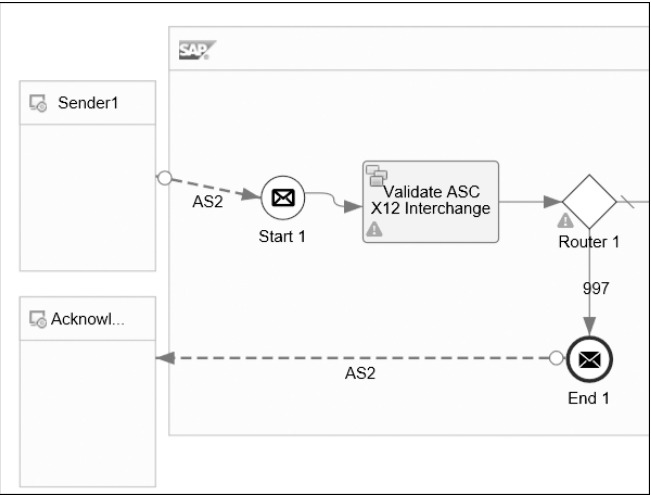 SAP
Sender1
AS2
Start 1
Validate ASC
X12 Interchange
Router 1
997
Acknowl...
AS2
End 1